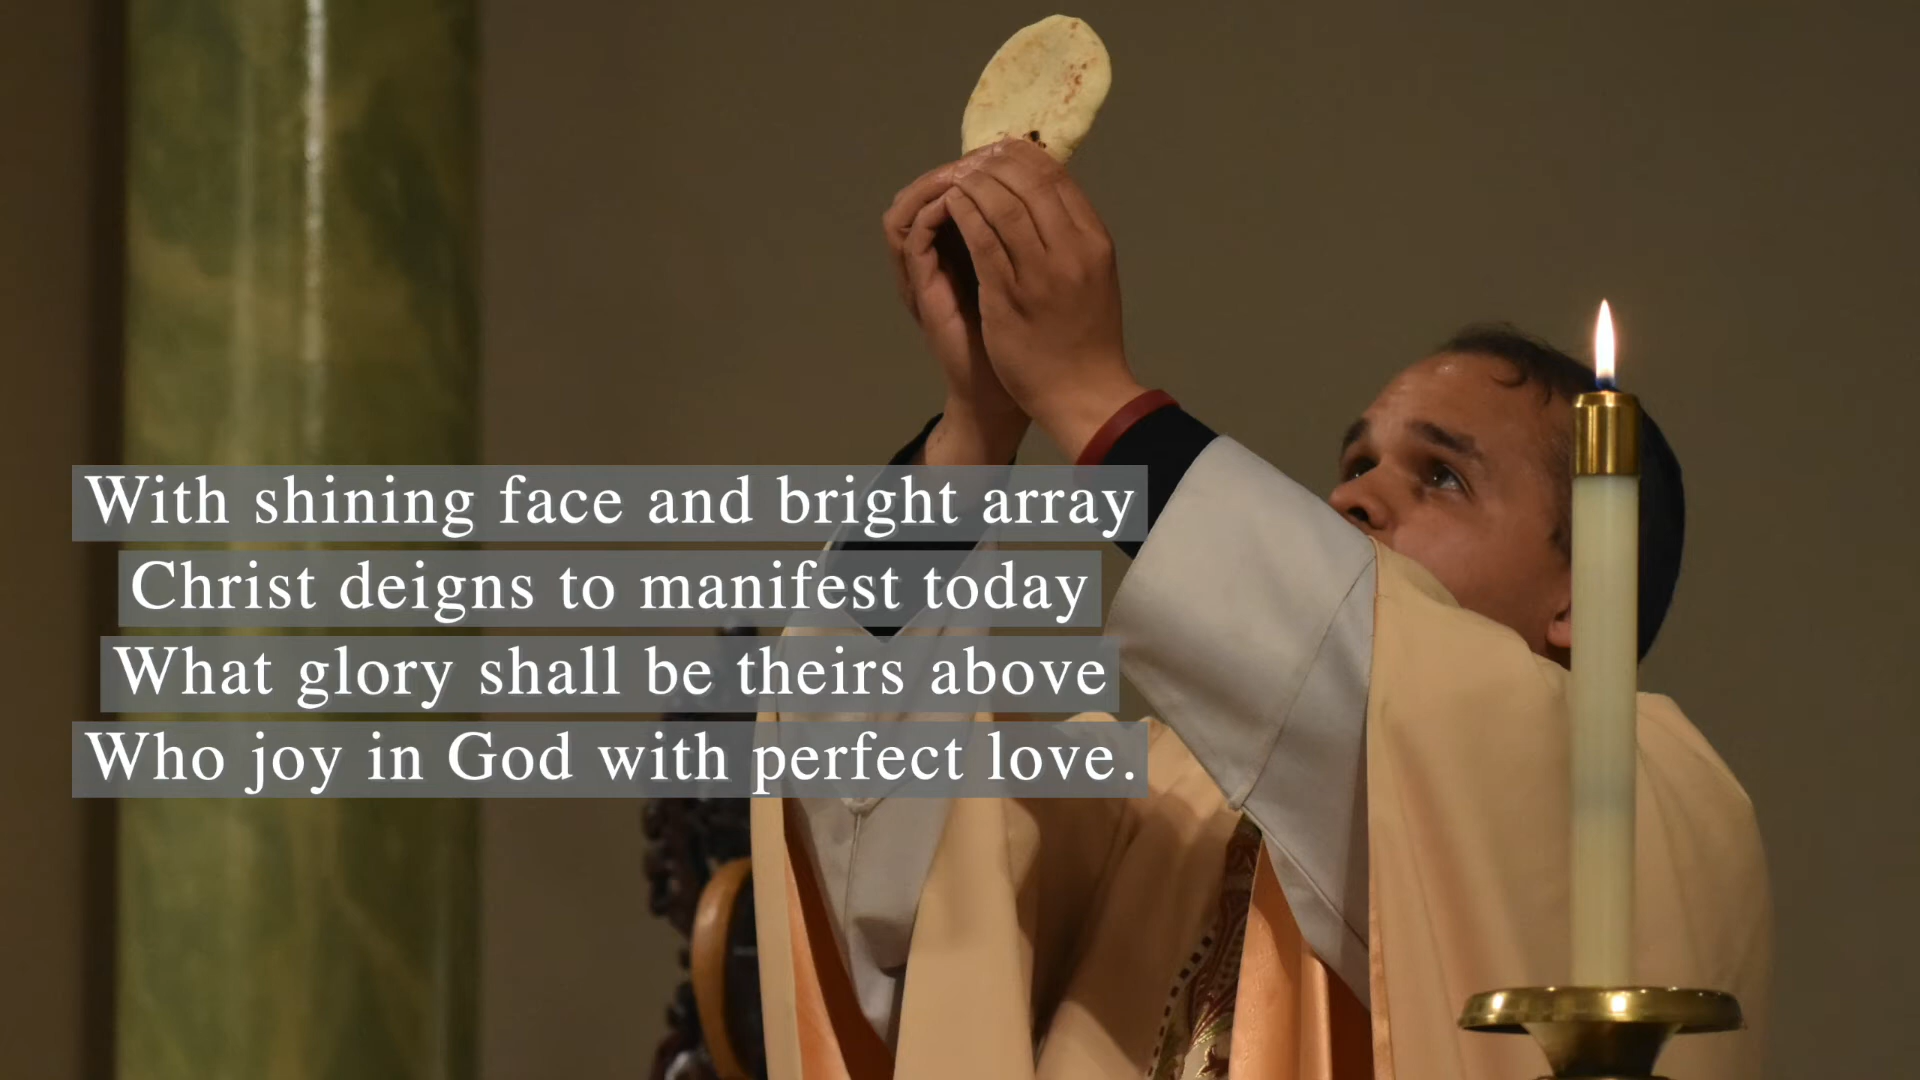 With shining face and bright array
Christ deigns to manifest today
What glory shall be theirs above
Who joy in God with perfect love.